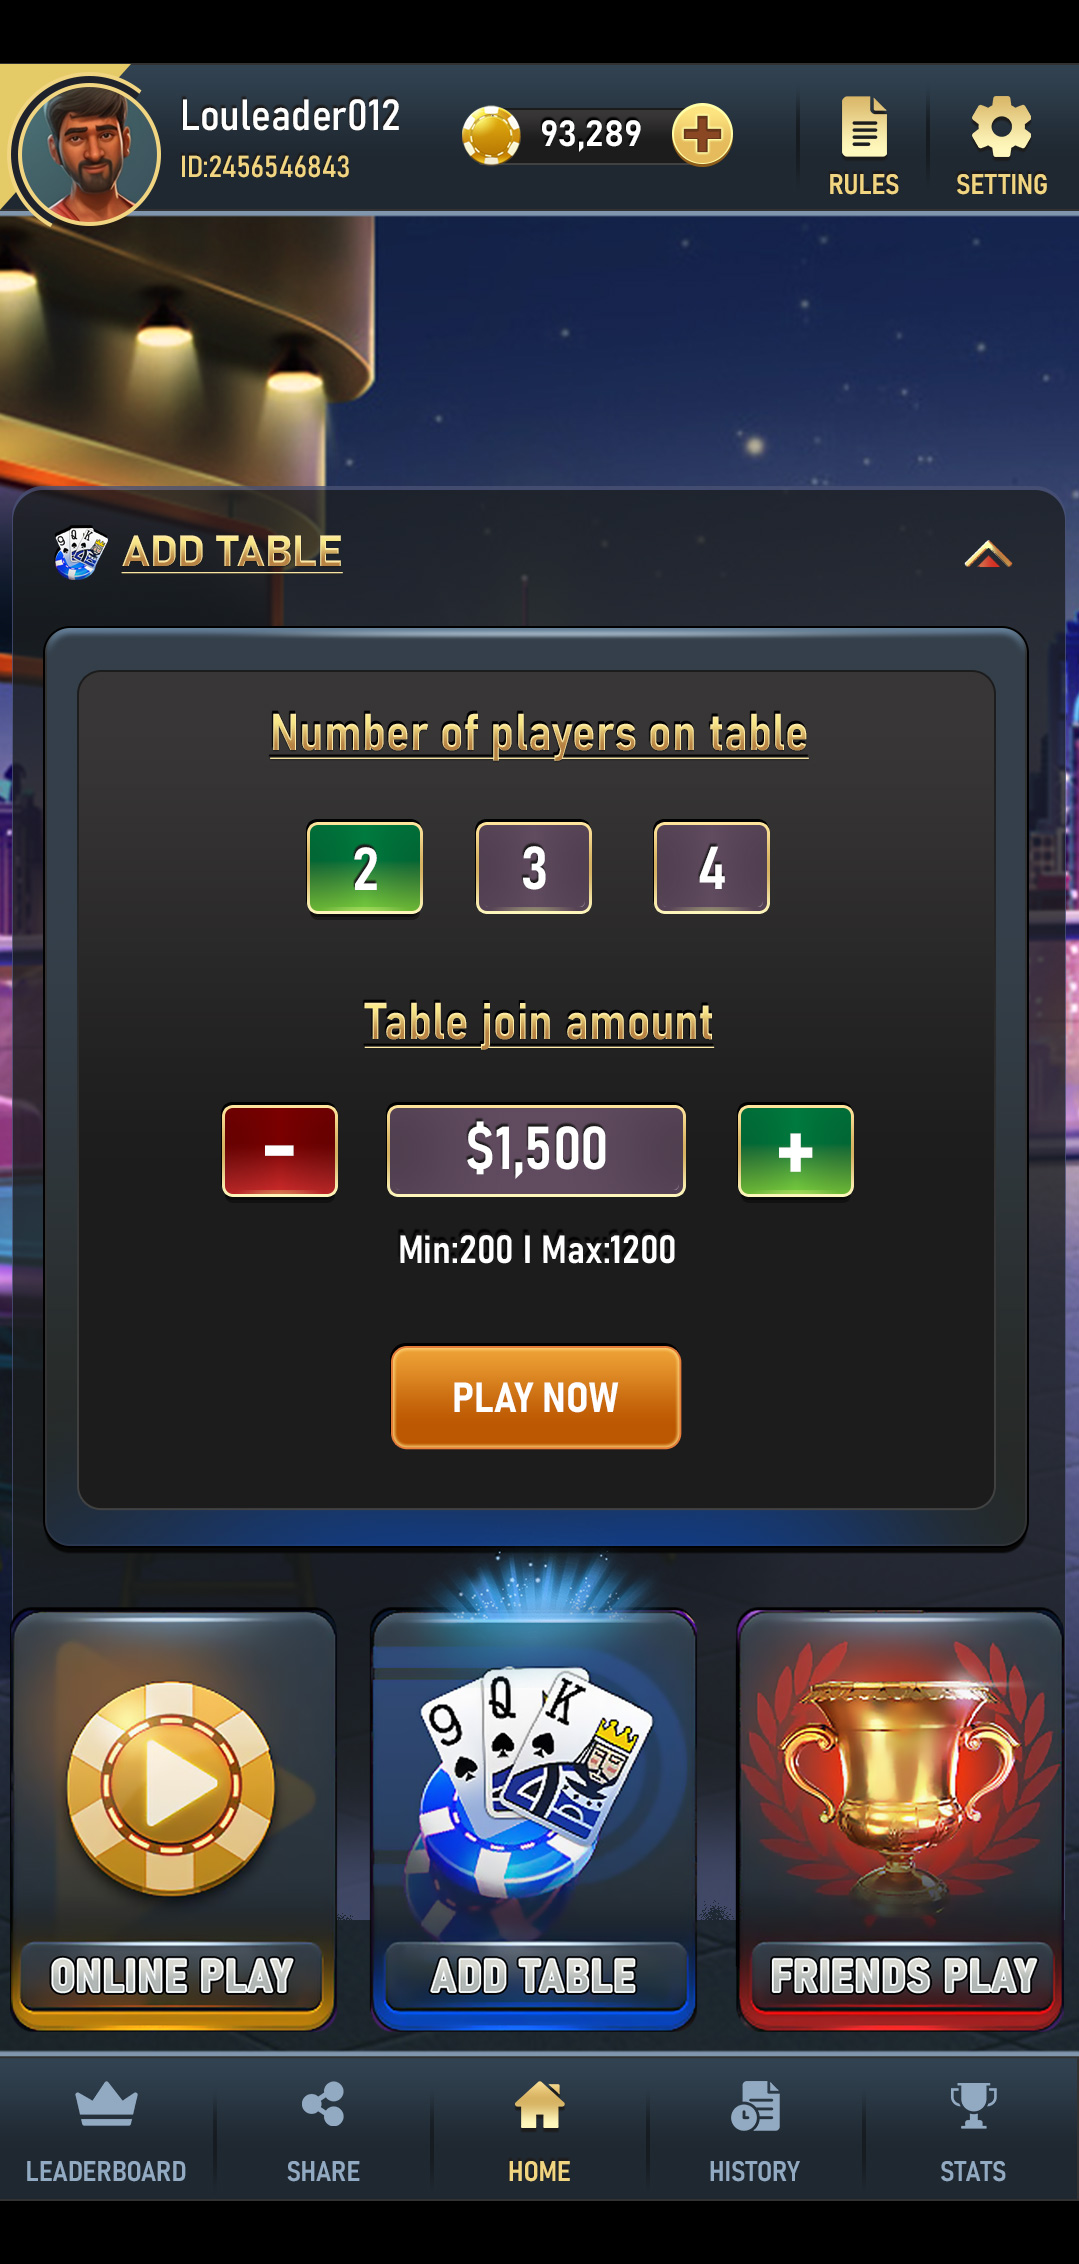 Louleader012
ID:2456546843
93,289
RULES
SETTING
ADD TABLE
Number of players on table
2 3 4
Table join amount
- $1,500 +
Min:200 I Max:1200
PLAY NOW
9 Q K
ONLINE PLAY
ADD TABLE
FRIENDS PLAY
LEADERBOARD
SHARE
HOME
HISTORY
STATS